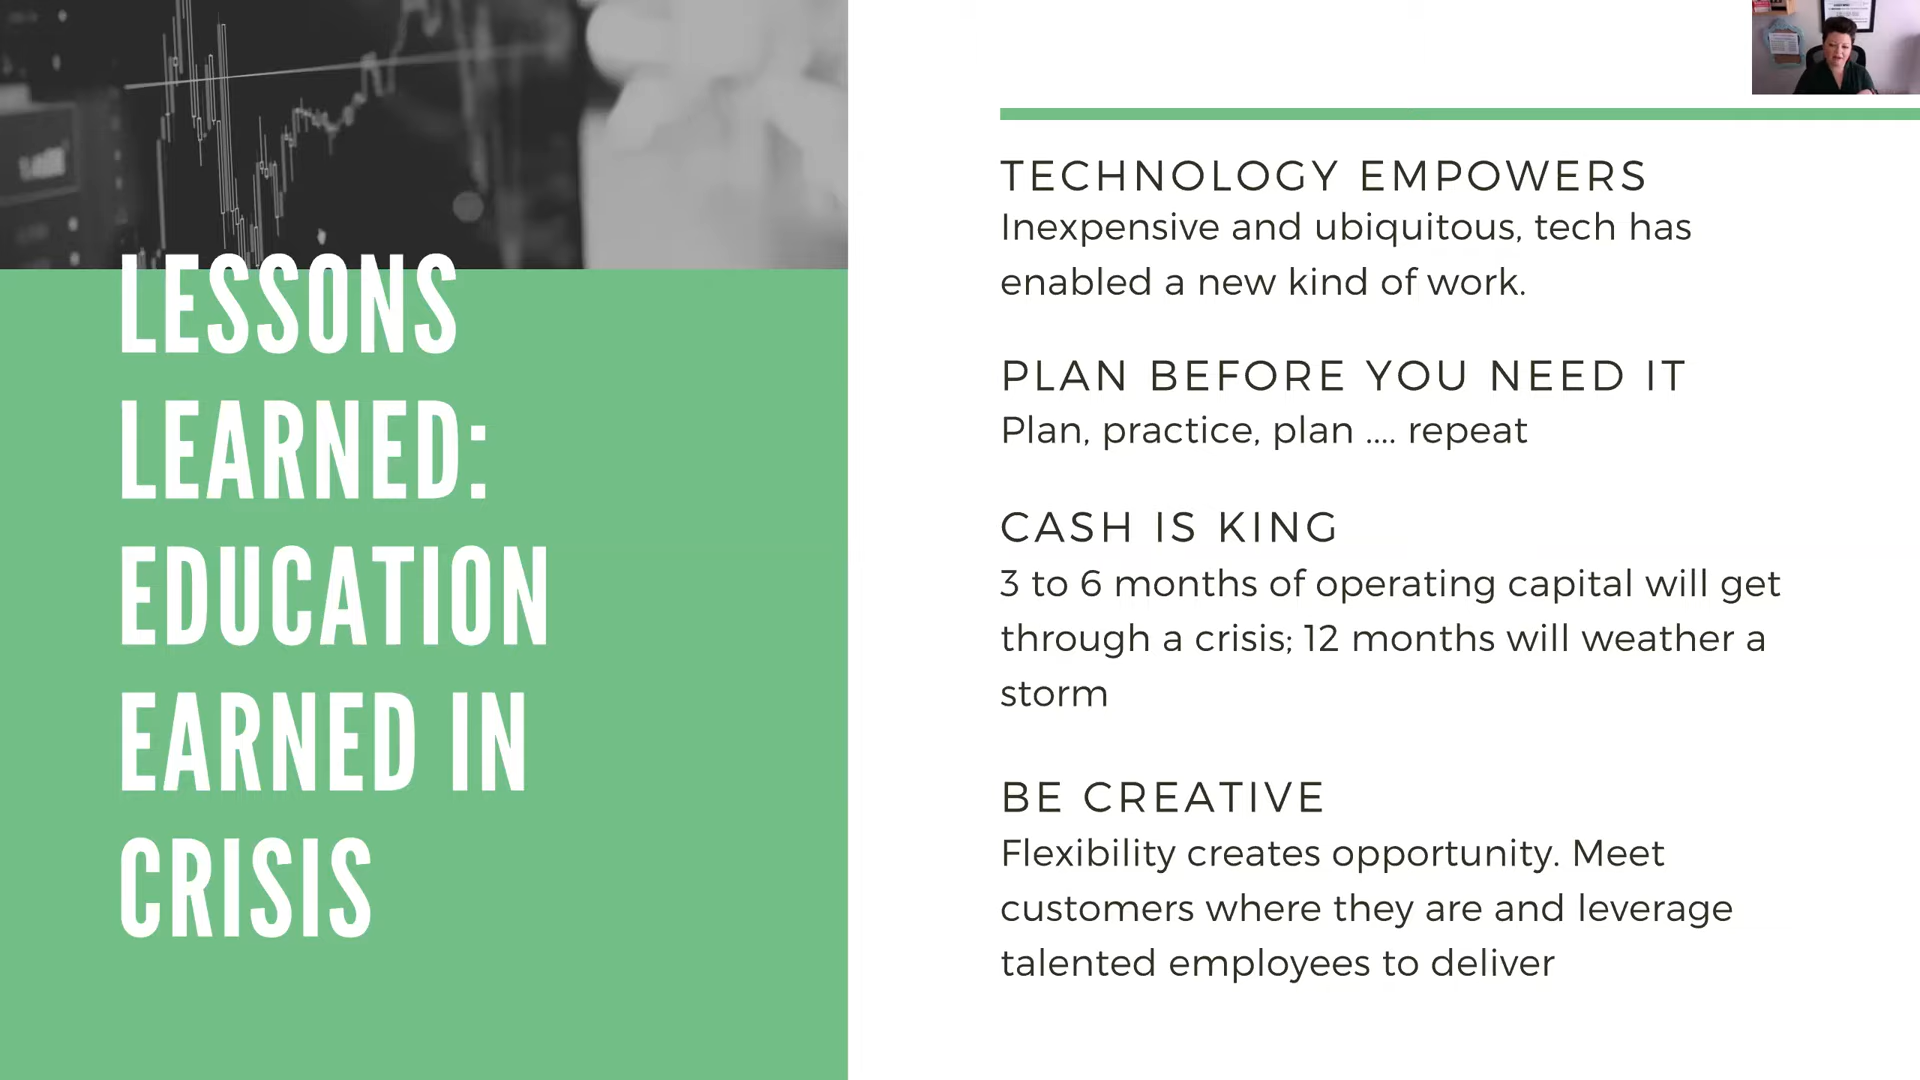 LESSONS
LEARNED:
EDUCATION
EARNED IN
CRISIS
TECHNOLOGY EMPOWERS
Inexpensive and ubiquitous, tech has
enabled a new kind of work.
PLAN BEFORE YOU NEED IT
Plan, practice, plan .... repeat
CASH IS KING
3 to 6 months of operating capital will get
through a crisis; 12 months will weather a
storm
BE CREATIVE
Flexibility creates opportunity. Meet
customers where they are and leverage
talented employees to deliver